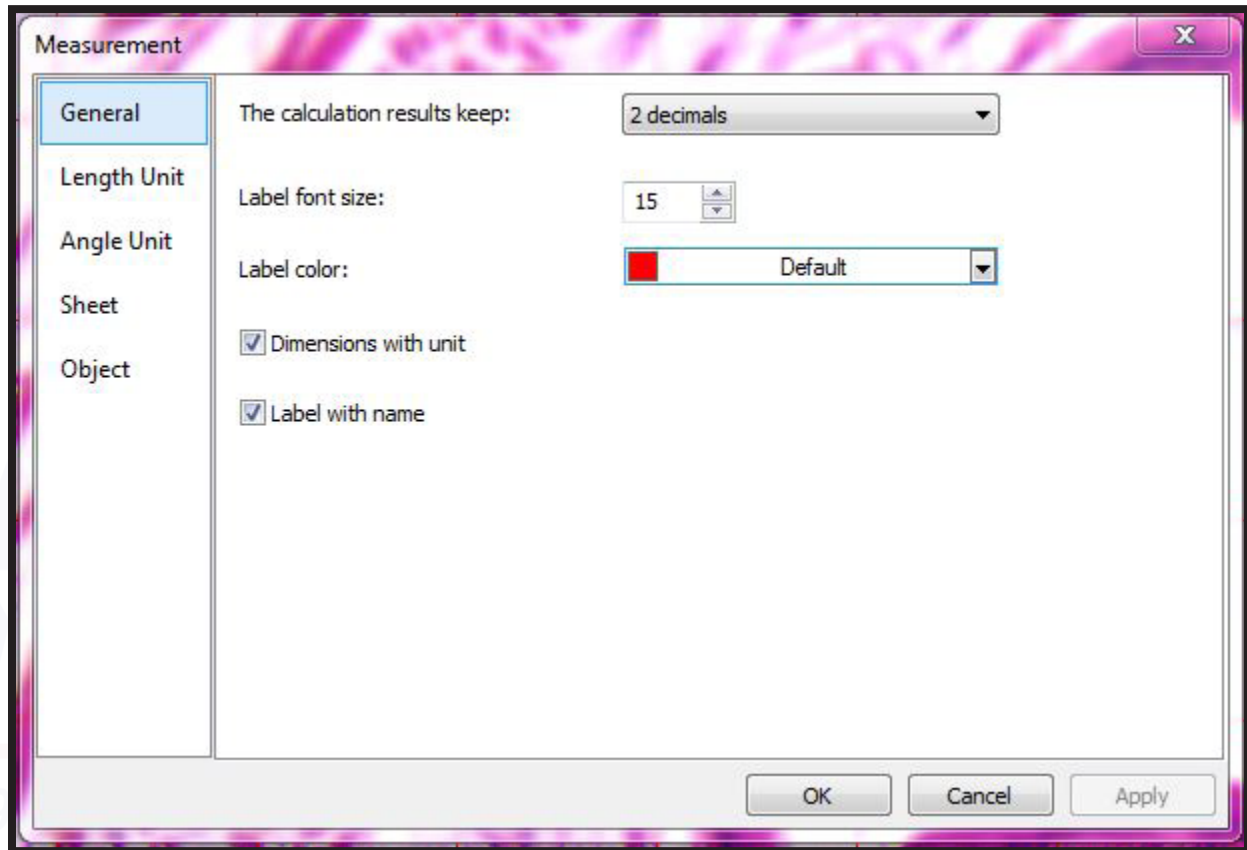 Measurement
General
Length Unit
Angle Unit
Sheet
Object
The calculation results keep: 2 decimals
Label font size: 15
Label color: Default
Dimensions with unit
Label with name
OK Cancel Apply